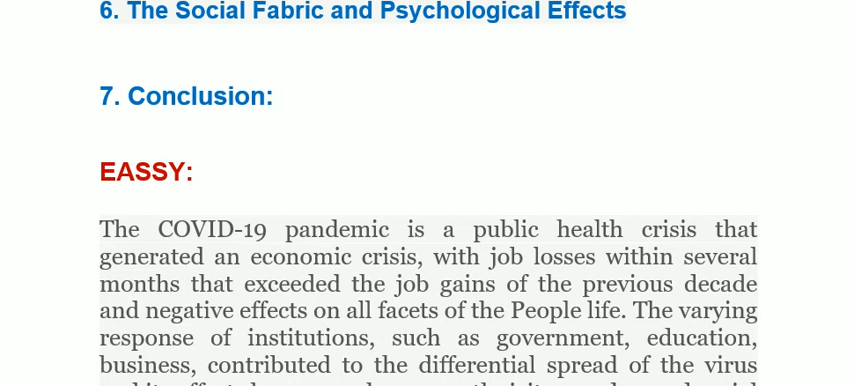 6. The Social Fabric and Psychological Effects
7. Conclusion:
EASSY:
The COVID-19 pandemic is a public health crisis that
generated an economic crisis, with job losses within several
months that exceeded the job gains of the previous decade
and negative effects on all facets of the People life. The varying
response of institutions, such as government, education,
business, contributed to the differential spread of the virus